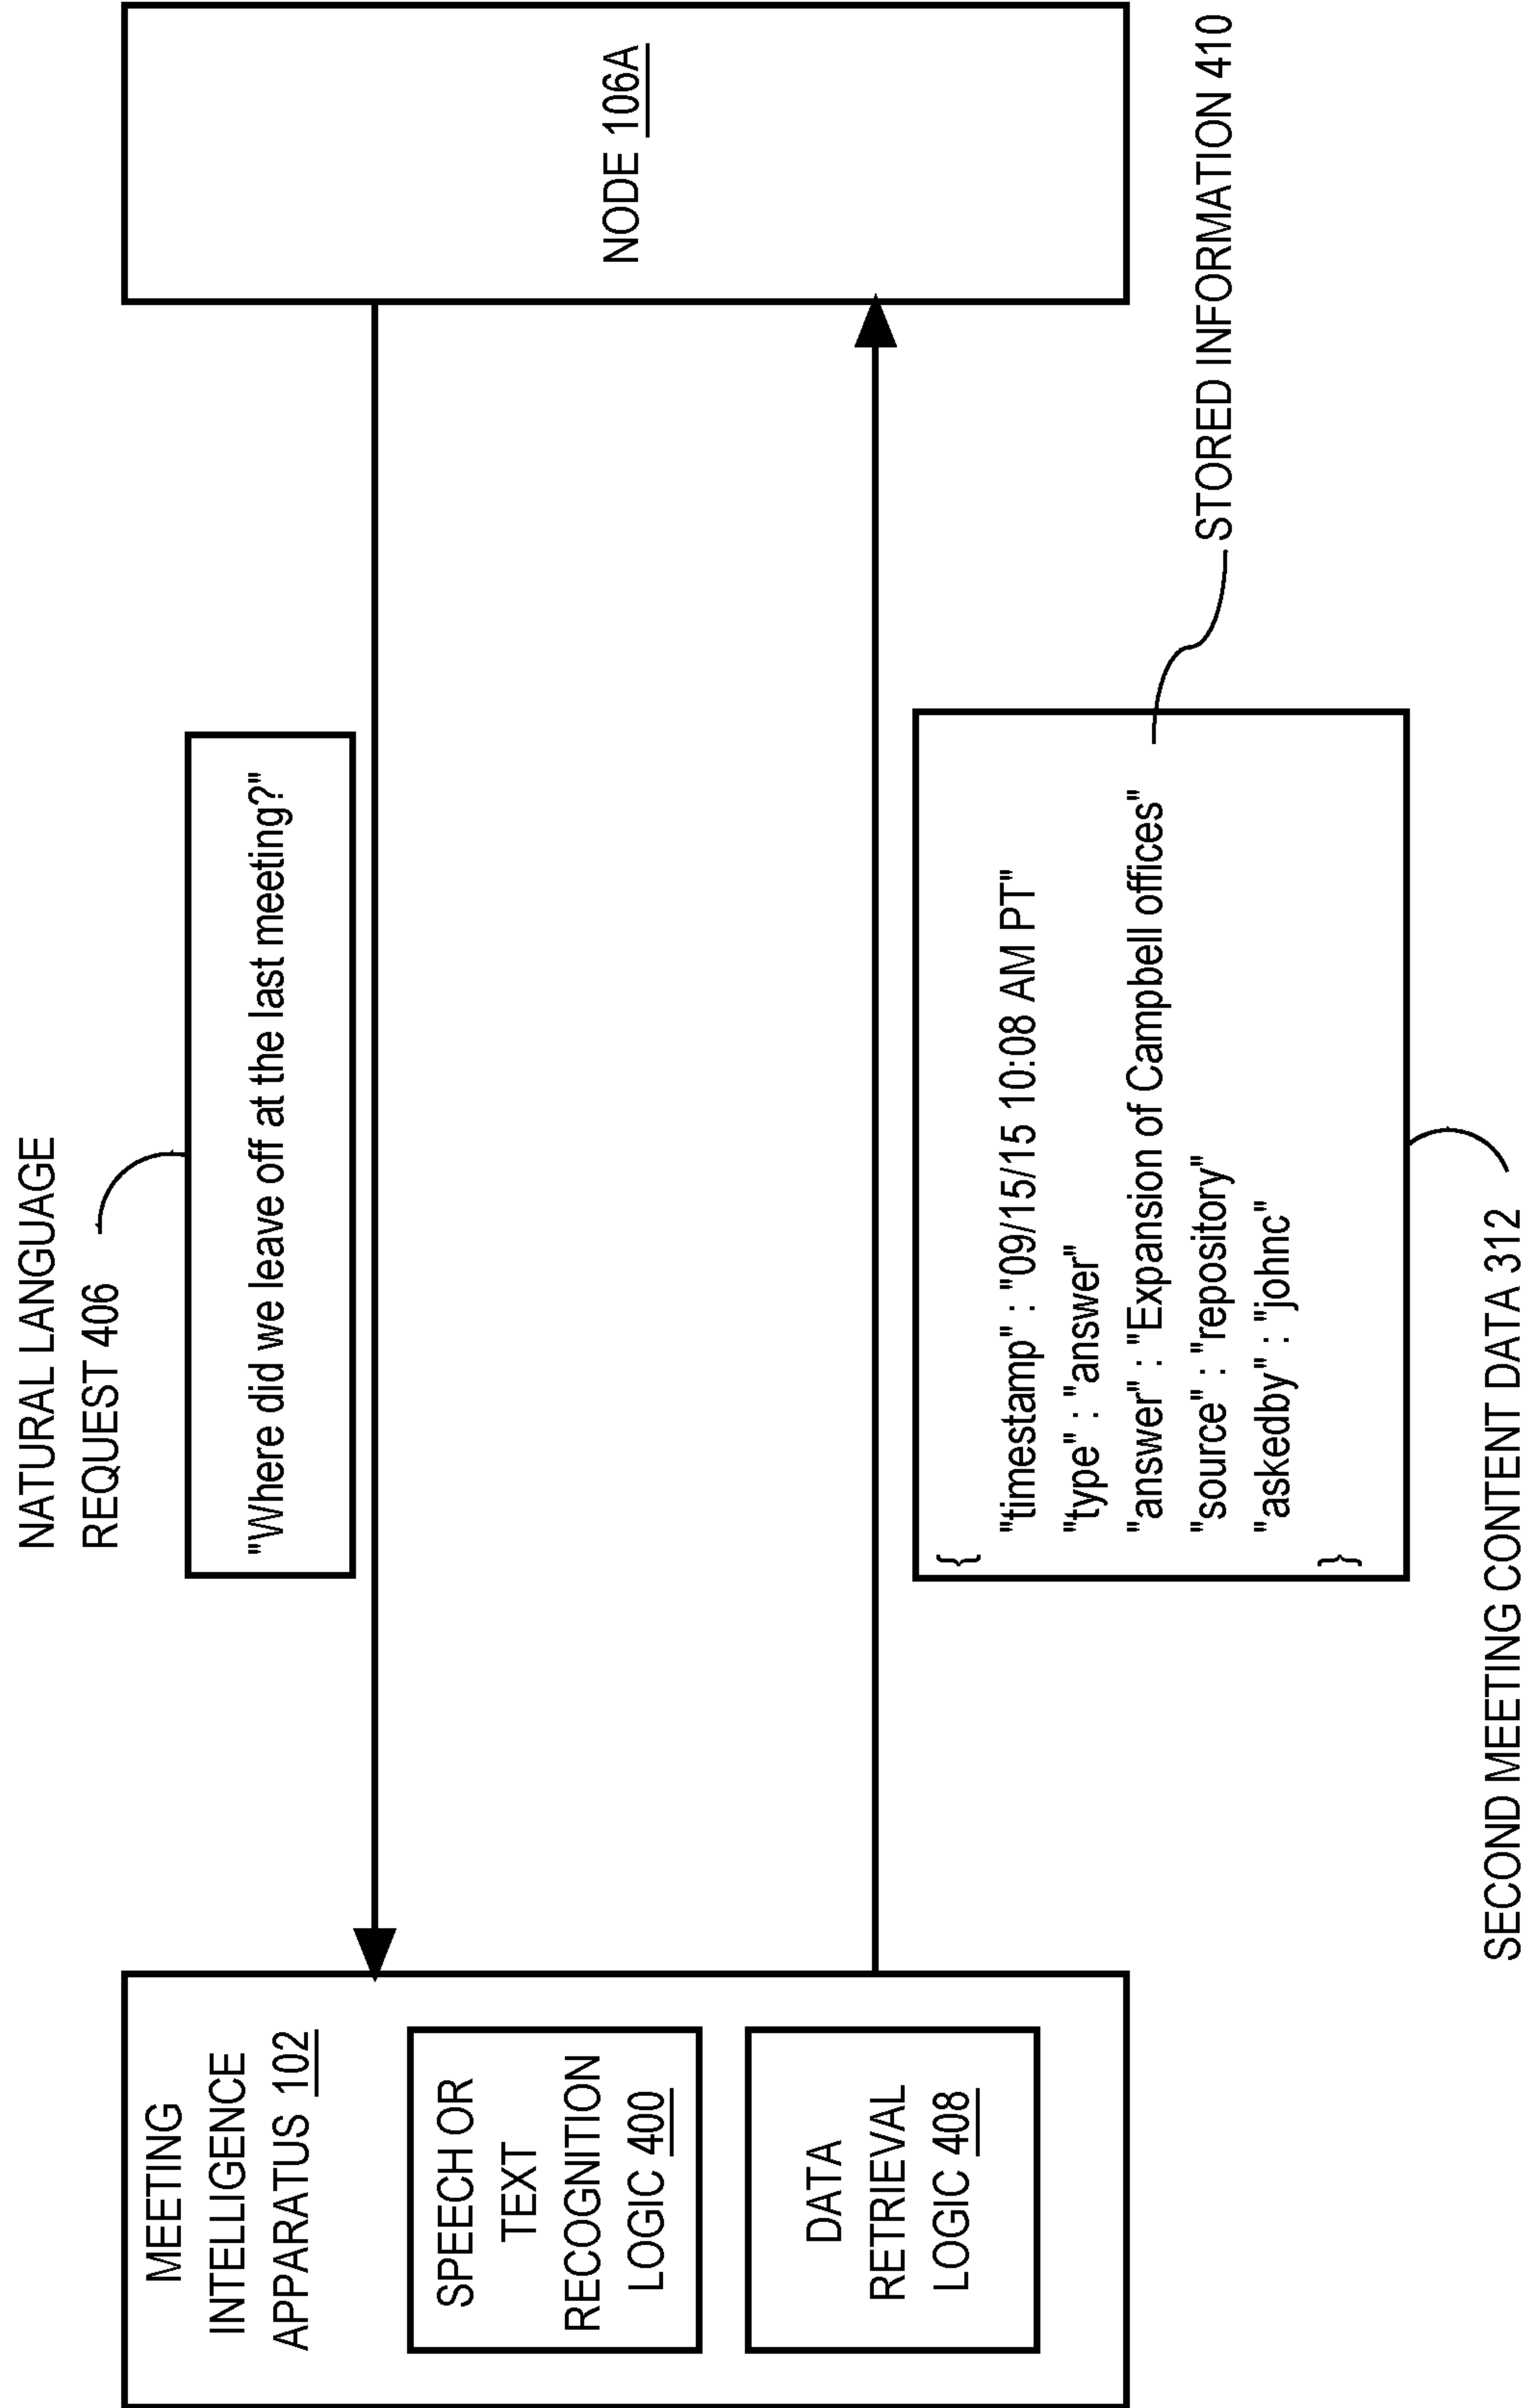 NATURAL LANGUAGE
REQUEST 406
MEETING
INTELLIGENCE
APPARATUS 102
SPEECH OR
TEXT
RECOGNITION
LOGIC 400
DATA
RETRIEVAL
LOGIC 408
"Where did we leave off at the last meeting?"
NODE 106A
{
"timestamp" : "09/15/15 10:08 AM PT"
"type" : "answer"
"answer" : "Expansion of Campbell offices"
"source" : "repository"
"askedby" : "johnc"
}
STORED INFORMATION 410
SECOND MEETING CONTENT DATA 312